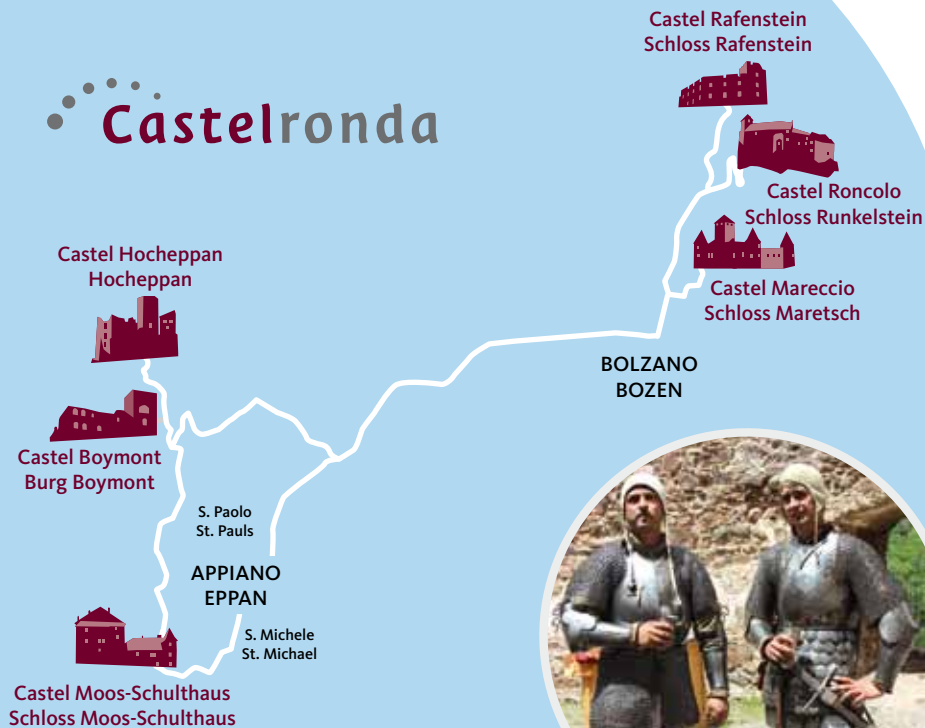 Castel Rafenstein
Schloss Rafenstein
Castelronda
Castel Roncolo
Schloss Runkelstein
Castel Hocheppan
Hocheppan
Castel Mareccio
Schloss Maretsch
BOLZANO
BOZEN
Castel Boymont
Burg Boymont
S. Paolo
St. Pauls
APPIANO
EPPAN
S. Michele
St. Michael
Castel Moos-Schulthaus
Schloss Moos-Schulthaus